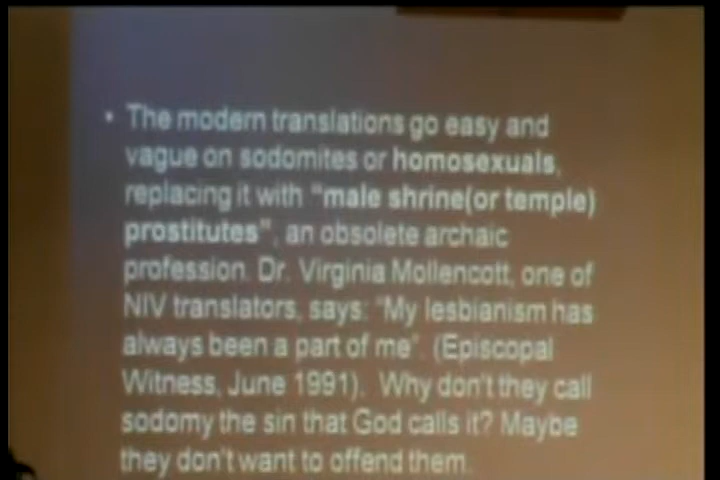 • The modern translations go easy and
vague on sodomites or homosexuals,
replacing it with "male shrine(or temple)
prostitutes", an obsolete archaic
profession. Dr. Virginia Mollencott, one of
NIV translators, says: "My lesbianism has
always been a part of me". (Episcopal
Witness, June 1991). Why don't they call
sodomy the sin that God calls it? Maybe
they don't want to offend them.